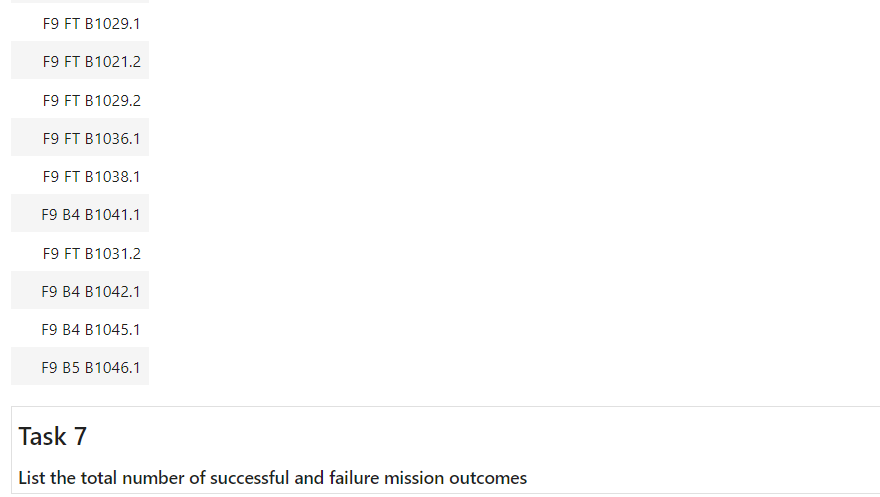 F9 FT B1029.1
F9 FT B1021.2
F9 FT B1029.2
F9 FT B1036.1
F9 FT B1038.1
F9 B4 B1041.1
F9 FT B1031.2
F9 B4 B1042.1
F9 B4 B1045.1
F9 B5 B1046.1
Task 7
List the total number of successful and failure mission outcomes